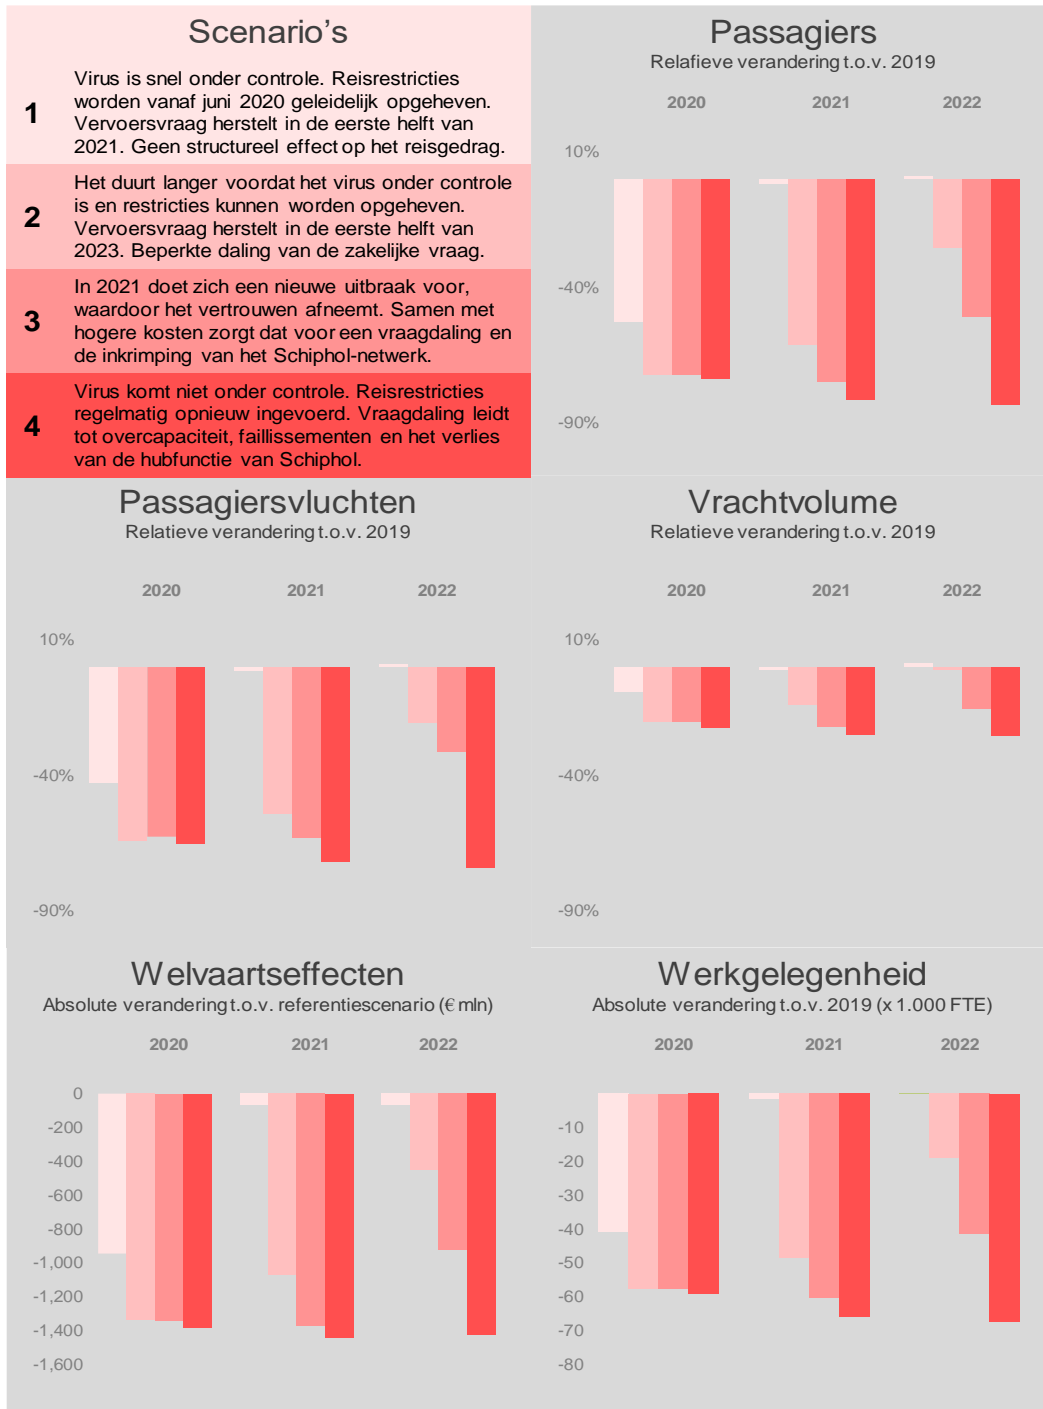 Scenario's
1
Virus is snel onder controle. Reisrestricties
worden vanaf juni 2020 geleidelijk opgeheven.
Vervoersvraag herstelt in de eerste helft van
2021. Geen structureel effect op het reisgedrag.
2
Het duurt langer voordat het virus onder controle
is en restricties kunnen worden opgeheven.
Vervoersvraag herstelt in de eerste helft van
2023. Beperkte daling van de zakelijke vraag.
3
In 2021 doet zich een nieuwe uitbraak voor,
waardoor het vertrouwen afneemt. Samen met
hogere kosten zorgt dat voor een vraagdaling en
de inkrimping van het Schiphol-netwerk.
4
Virus komt niet onder controle. Reisrestricties
regelmatig opnieuw ingevoerd. Vraagdaling leidt
tot overcapaciteit, faillissementen en het verlies
van de hubfunctie van Schiphol.
Passagiers
Relafieve verandering t.o.v. 2019
2020 2021 2022
10%
-40%
-90%
Passagiersvluchten
Relatieve verandering t.o.v. 2019
2020 2021 2022
10%
-40%
-90%
Vrachtvolume
Relatieve verandering t.o.v. 2019
2020 2021 2022
10%
-40%
-90%
Welvaartseffecten
Absolute verandering t.o.v. referentiescenario (€ mln)
2020 2021 2022
0
-200
-400
-600
-800
-1,000
-1,200
-1,400
-1,600
Werkgelegenheid
Absolute verandering t.o.v. 2019 (x 1.000 FTE)
2020 2021 2022
-10
-20
-30
-40
-50
-60
-70
-80